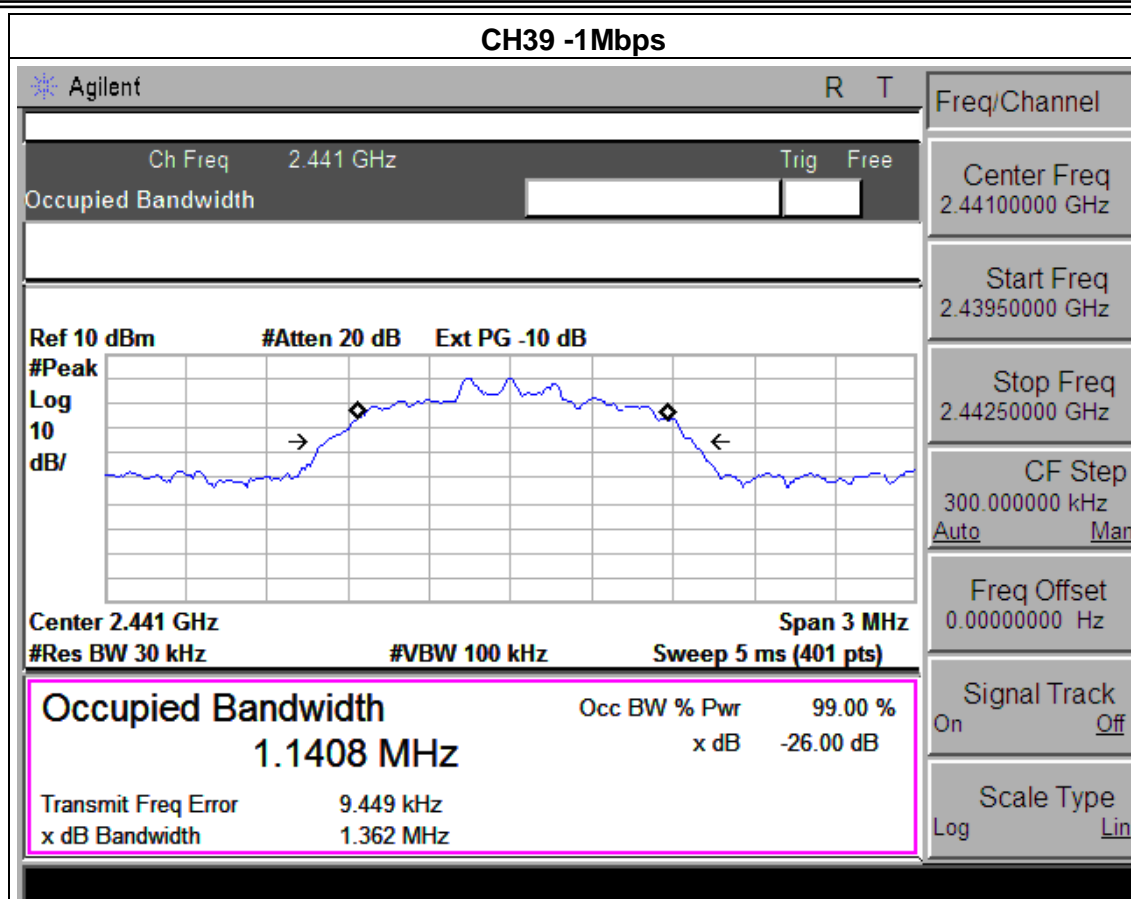 CH39 -1Mbps
Agilent R T
Freq/Channel
Ch Freq 2.441 GHz Trig Free
Occupied Bandwidth
Center Freq
2.44100000 GHz
Start Freq
2.43950000 GHz
Stop Freq
2.44250000 GHz
CF Step
300.000000 kHz
Auto Man
Freq Offset
0.00000000 Hz
Signal Track
On Off
Scale Type
Log Lin
Ref 10 dBm #Atten 20 dB Ext PG -10 dB
#Peak
Log
10
dB/
Center 2.441 GHz Span 3 MHz
#Res BW 30 kHz #VBW 100 kHz Sweep 5 ms (401 pts)
Occupied Bandwidth Occ BW % Pwr 99.00 %
1.1408 MHz x dB -26.00 dB
Transmit Freq Error 9.449 kHz
x dB Bandwidth 1.362 MHz